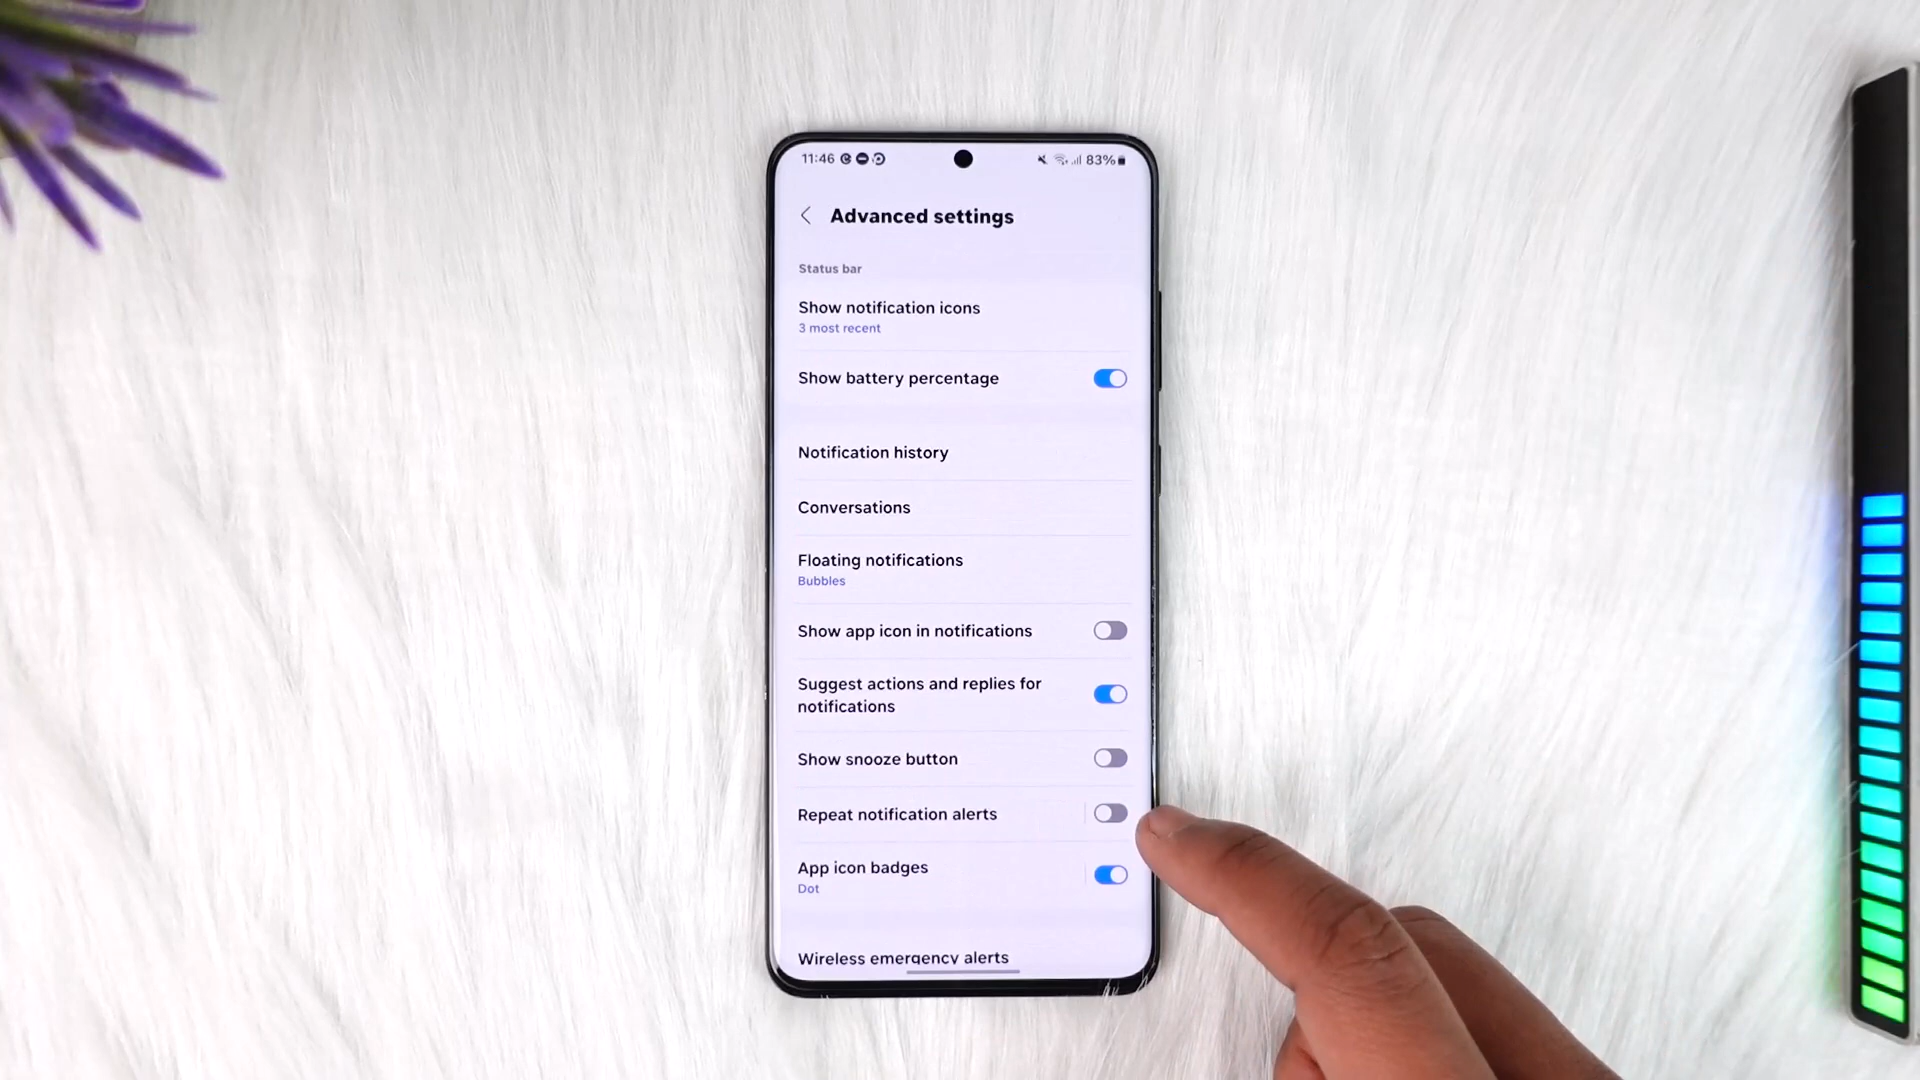 11:46
83%
Advanced settings
Status bar
Show notification icons
3 most recent
Show battery percentage
Notification history
Conversations
Floating notifications
Bubbles
Show app icon in notifications
Suggest actions and replies for
notifications
Show snooze button
Repeat notification alerts
App icon badges
Dot
Wireless emergency alerts